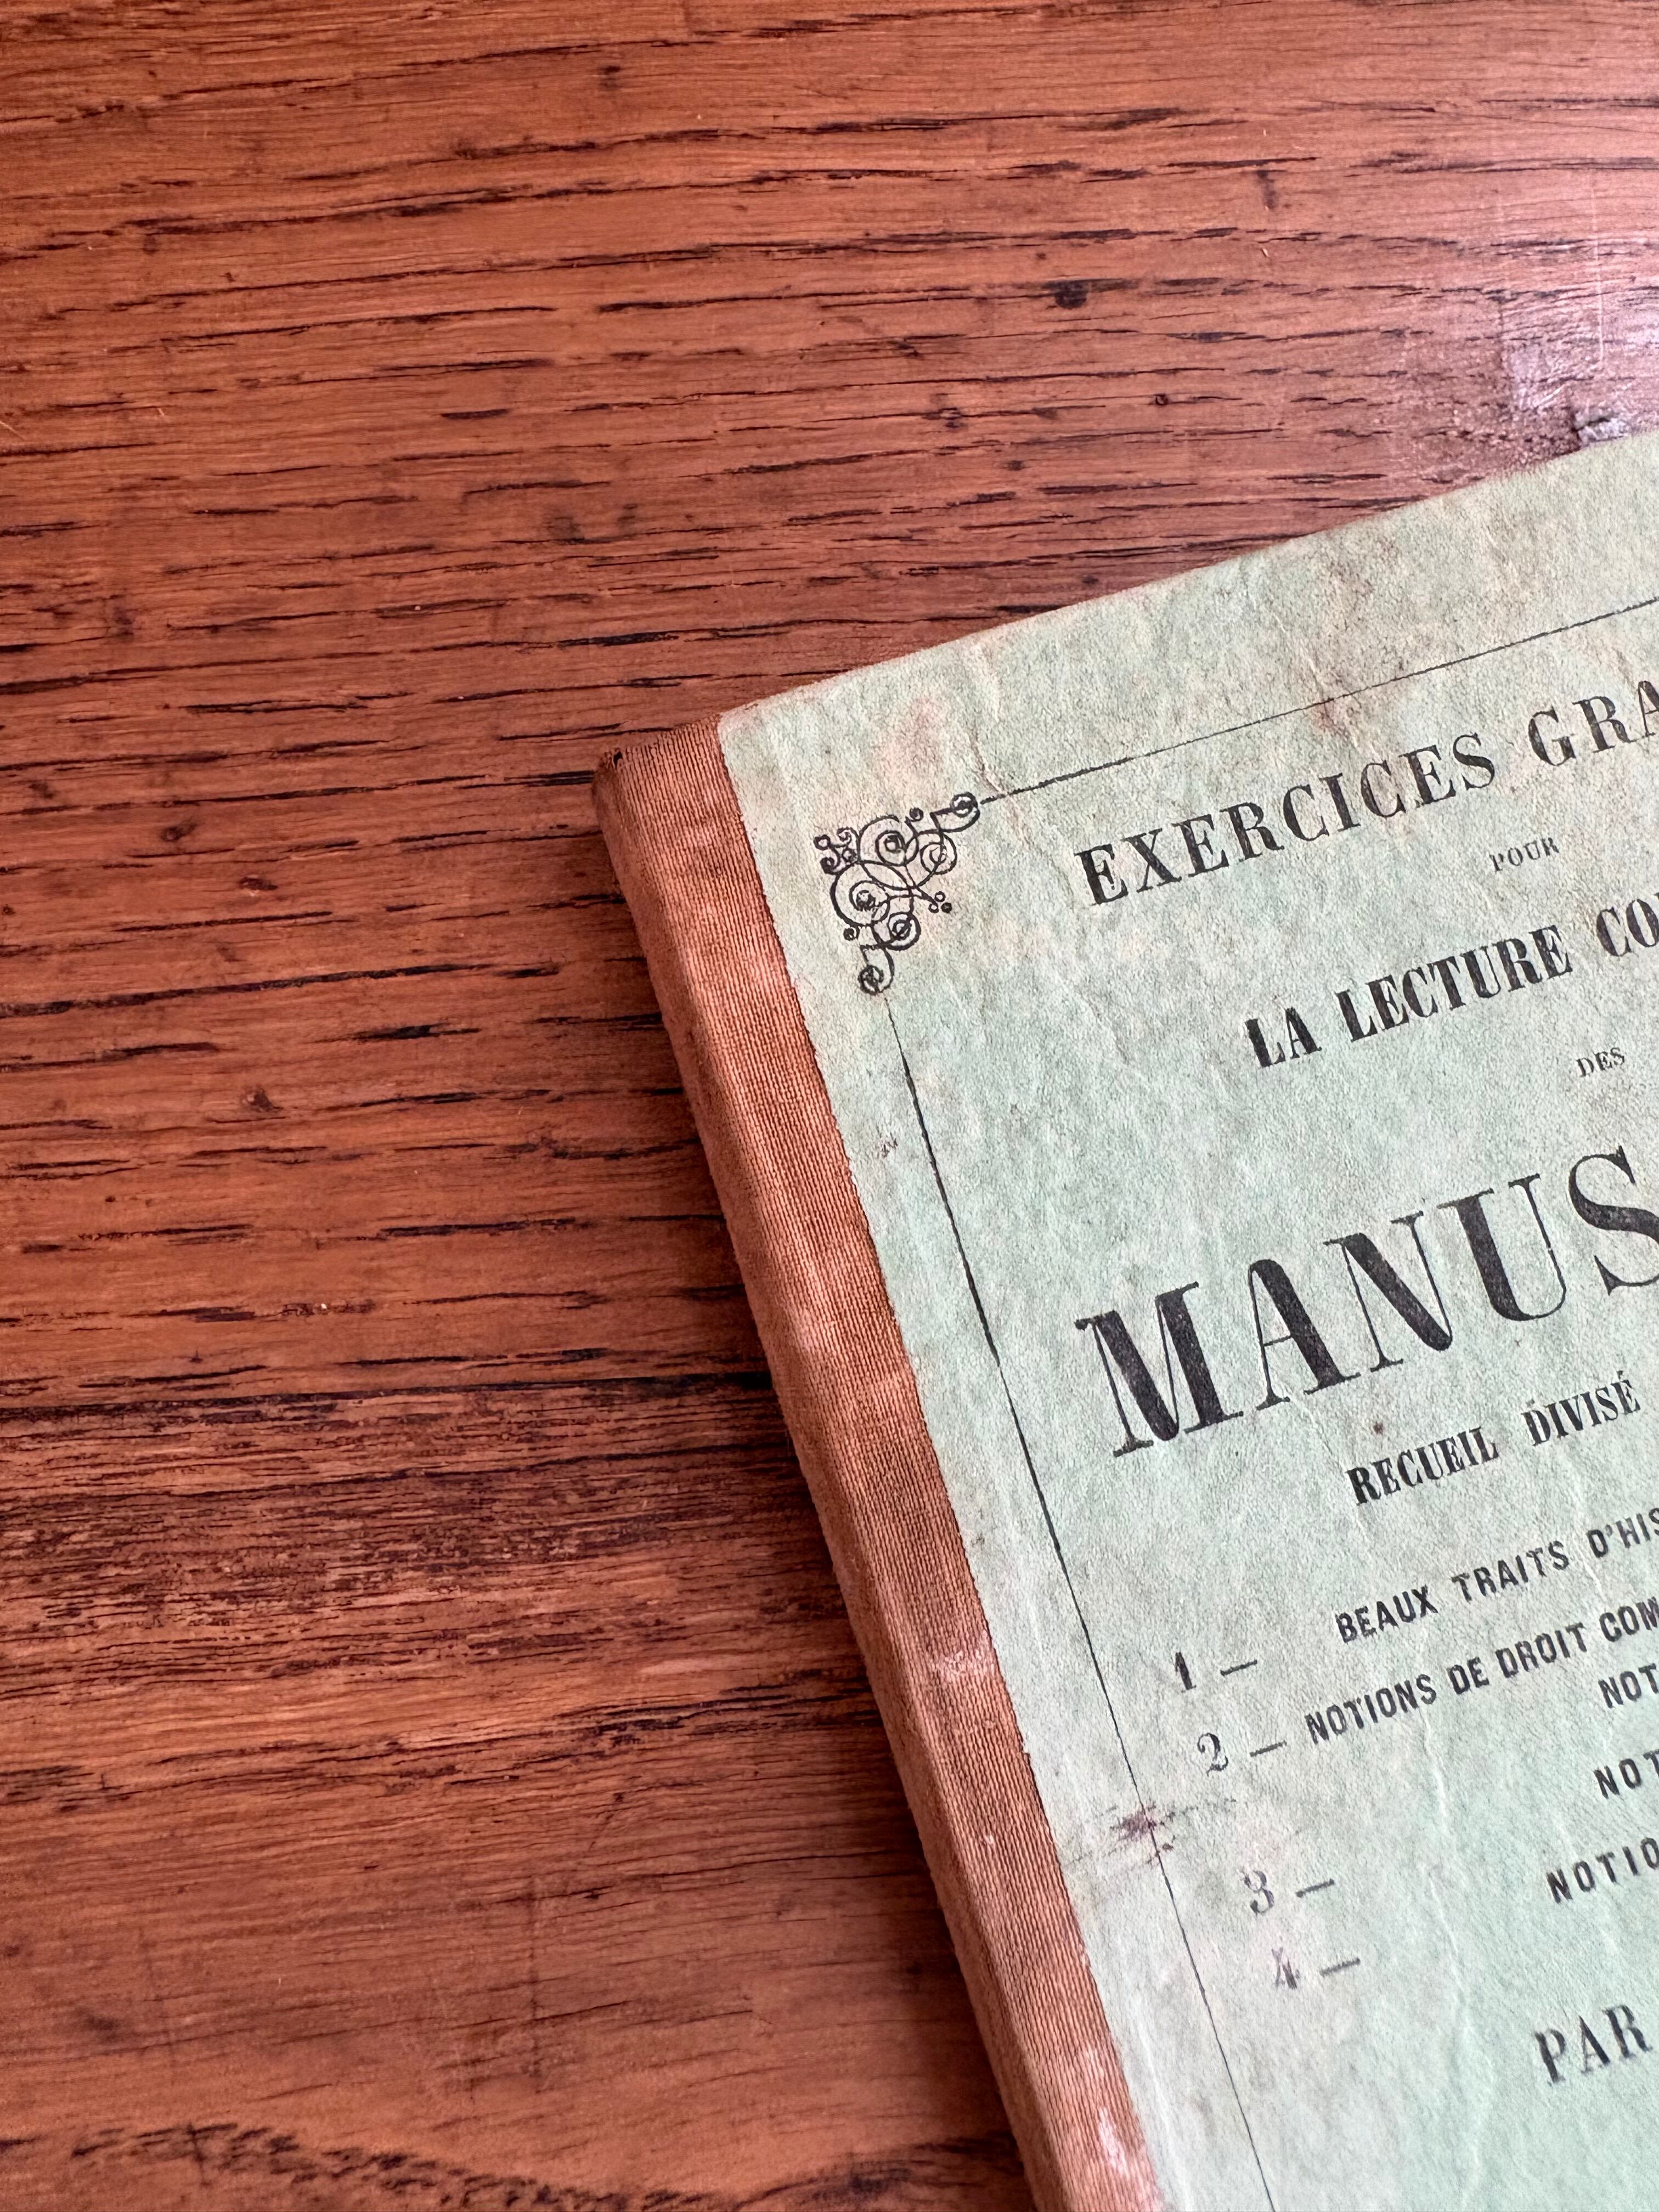 EXERCICES GRA
POUR
LA LECTURE CO
DES
MANUS
RECUEIL DIVISÉ
1 — BEAUX TRAITS D'HIS
2 — NOTIONS DE DROIT COM
NOT
3 — NOT
4 — NOTIO
PAR